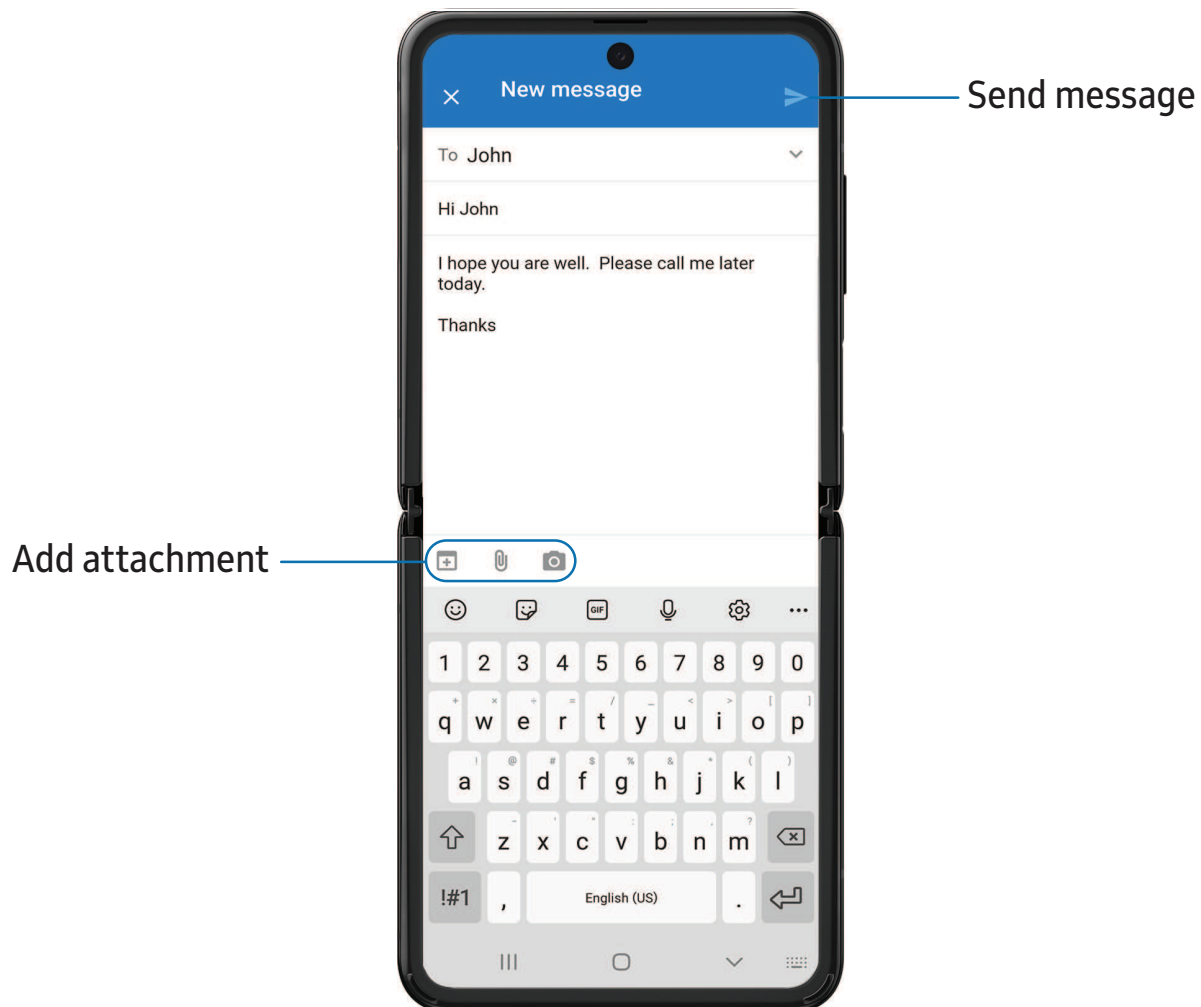 New message
Send message
To John
Hi John
I hope you are well.  Please call me later
today.
Thanks
Add attachment
GIF
1 2 3 4 5 6 7 8 9 0
+ × ÷ = / _ < > [ ]
q w e r t y u i o p
! @ # $ % & * ( )
a s d f g h j k l
- ' " : ; , ?
z x c v b n m
!#1 , English (US) .